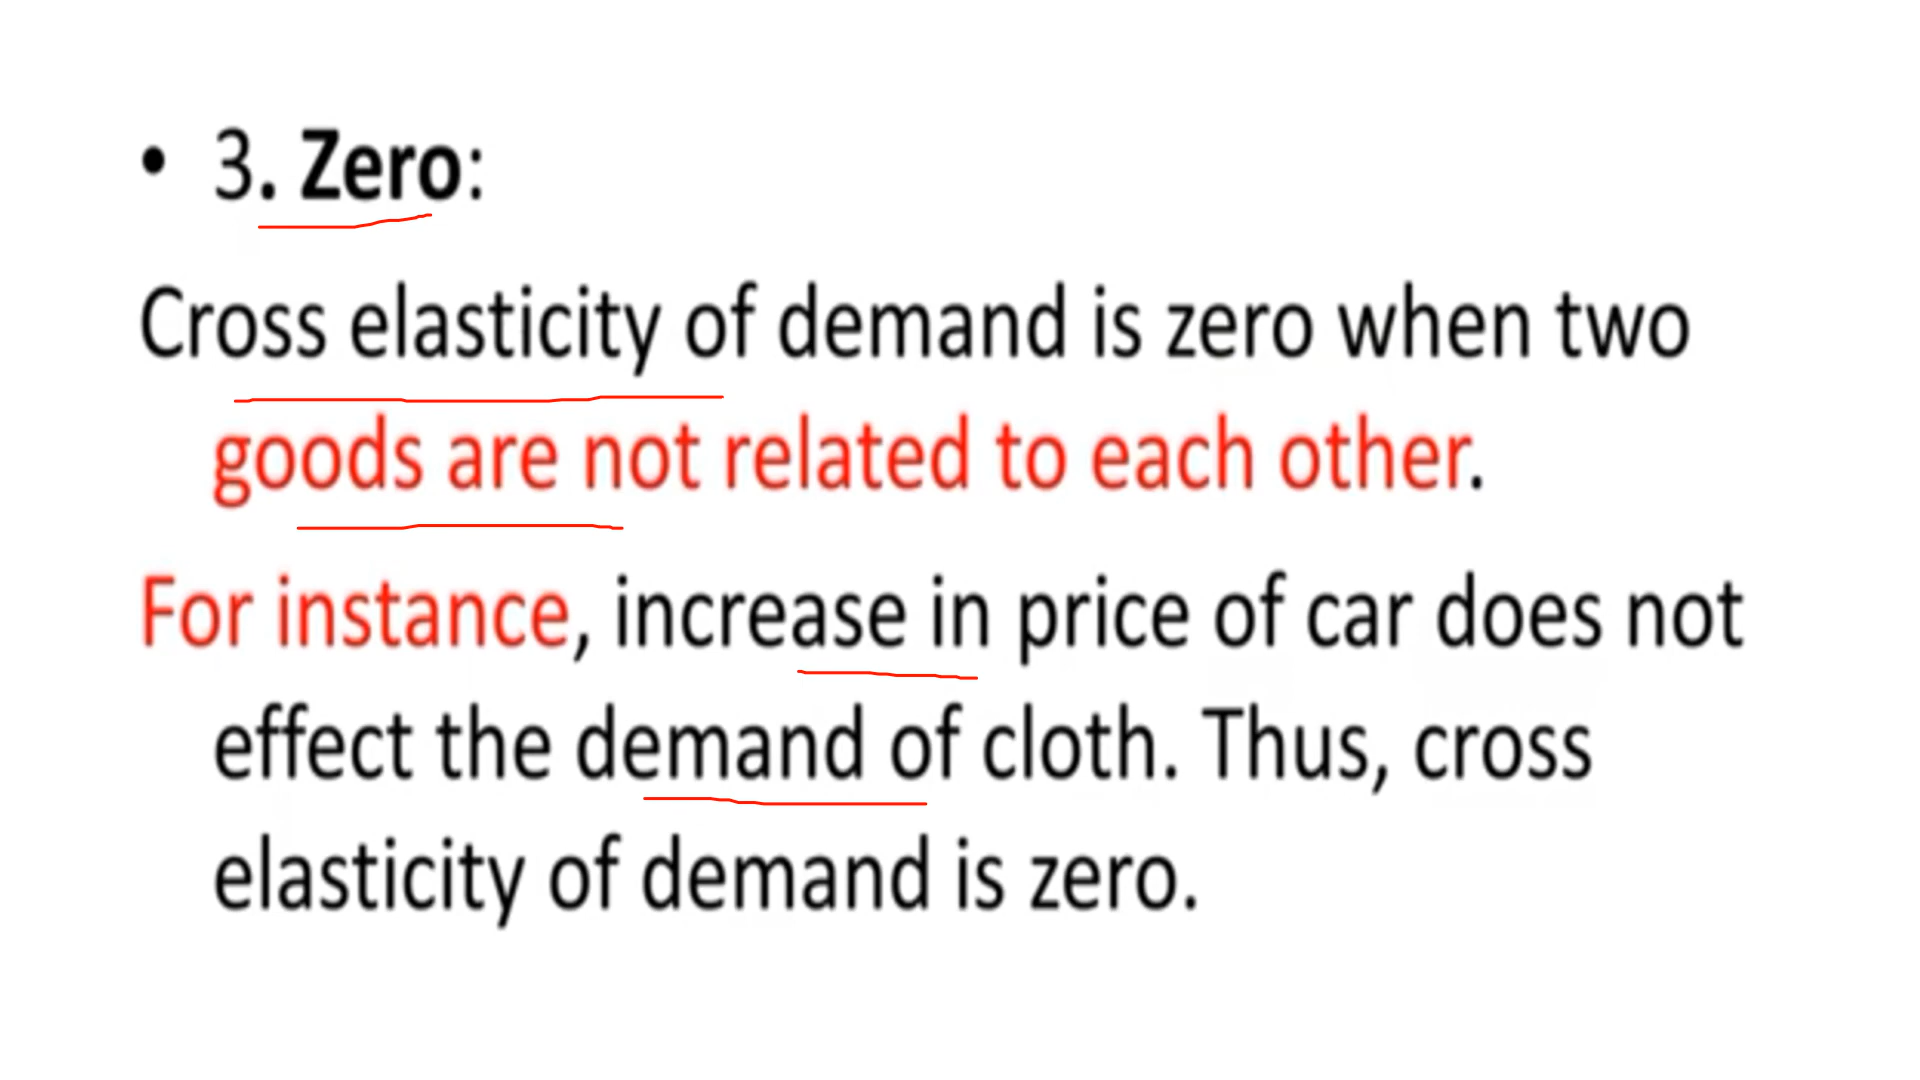 • 3. Zero:
Cross elasticity of demand is zero when two
goods are not related to each other.
For instance, increase in price of car does not
effect the demand of cloth. Thus, cross
elasticity of demand is zero.